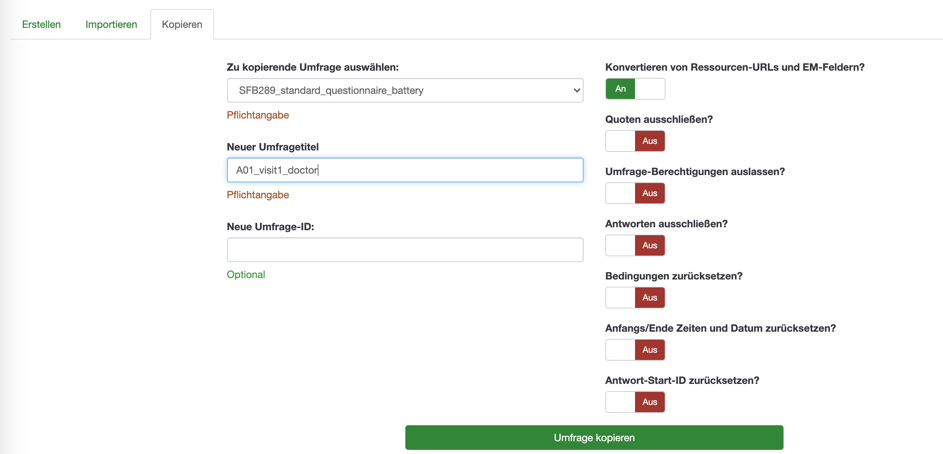 Erstellen Importieren Kopieren
Zu kopierende Umfrage auswählen:
SFB289_standard_questionnaire_battery
Pflichtangabe
Neuer Umfragetitel
A01_visit1_doctor
Pflichtangabe
Neue Umfrage-ID:
Optional
Konvertieren von Ressourcen-URLs und EM-Feldern?
An
Quoten ausschließen?
Aus
Umfrage-Berechtigungen auslassen?
Aus
Antworten ausschließen?
Aus
Bedingungen zurücksetzen?
Aus
Anfangs/Ende Zeiten und Datum zurücksetzen?
Aus
Antwort-Start-ID zurücksetzen?
Aus
Umfrage kopieren